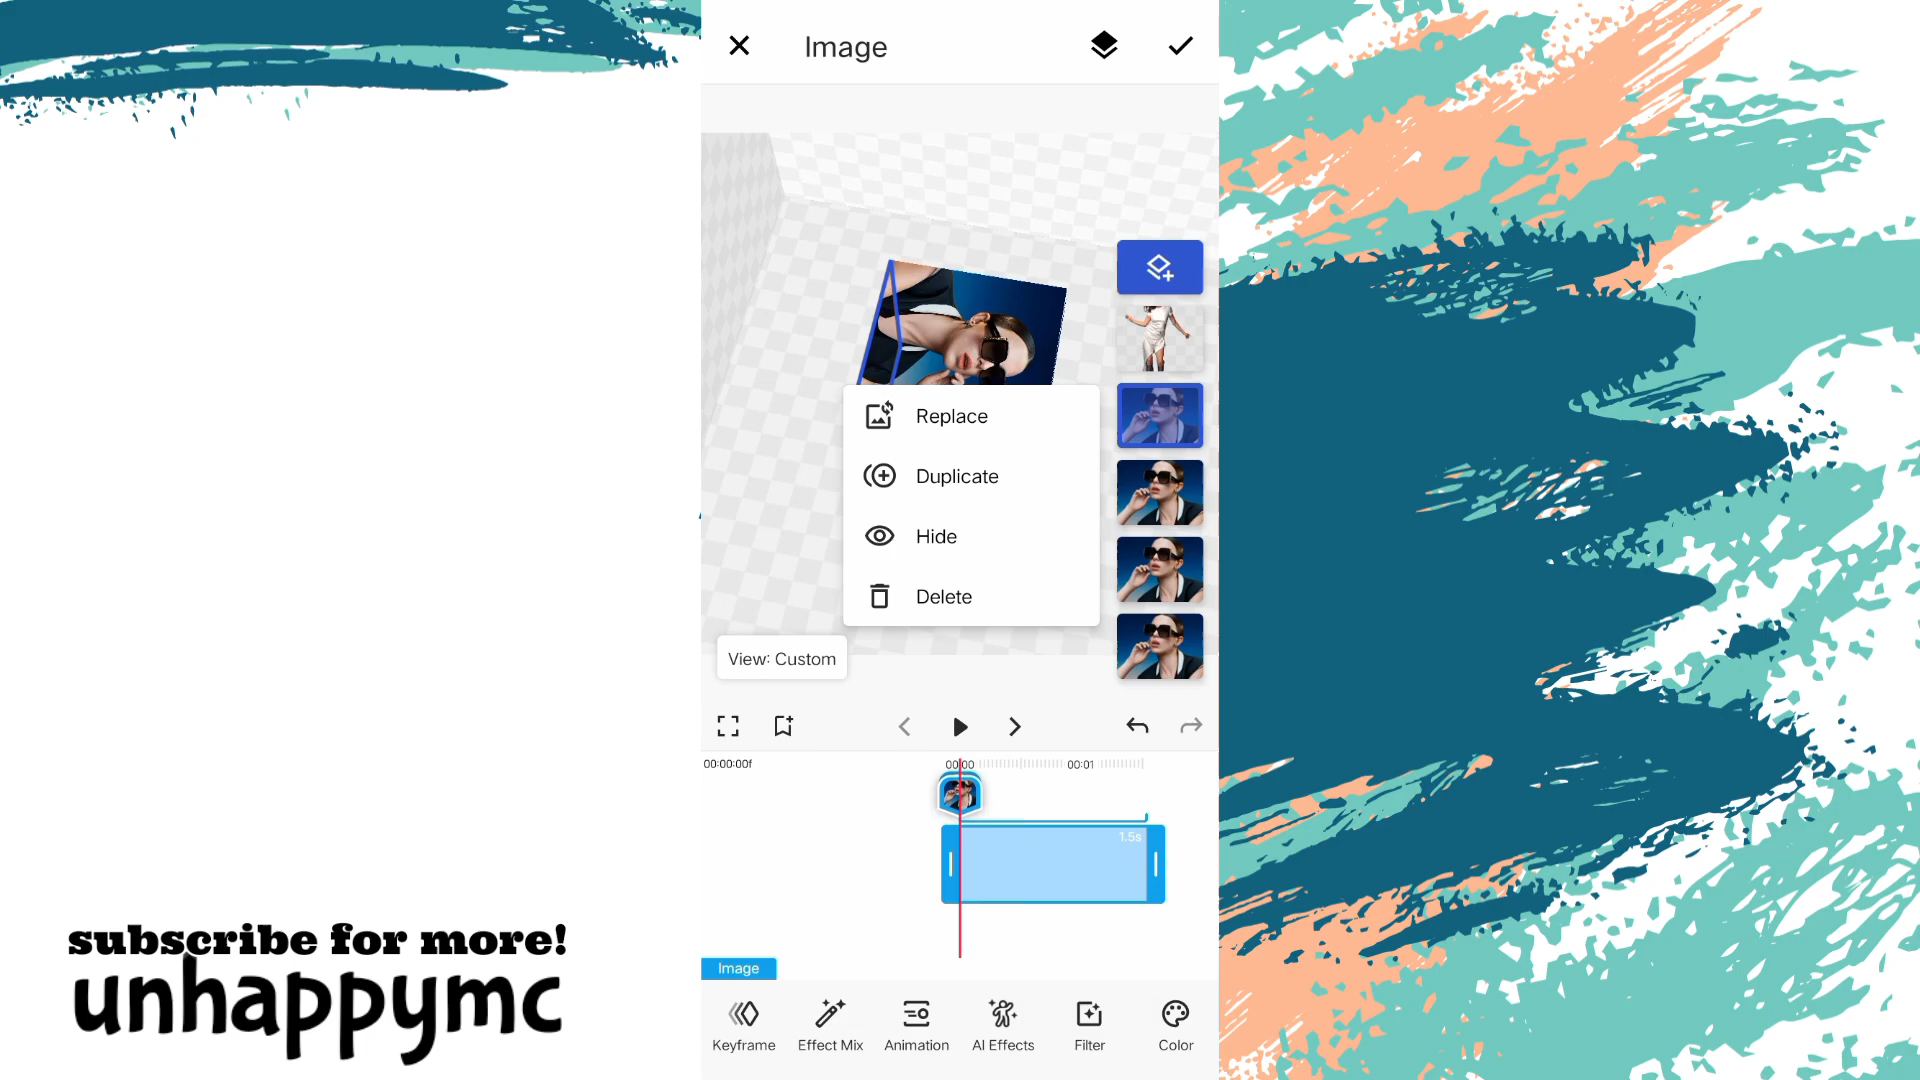 Image
Replace
Duplicate
Hide
Delete
View: Custom
00:00:00f
00:00
00:01
1.5s
subscribe for more!
unhappymc
Image
Keyframe
Effect Mix
Animation
AI Effects
Filter
Color